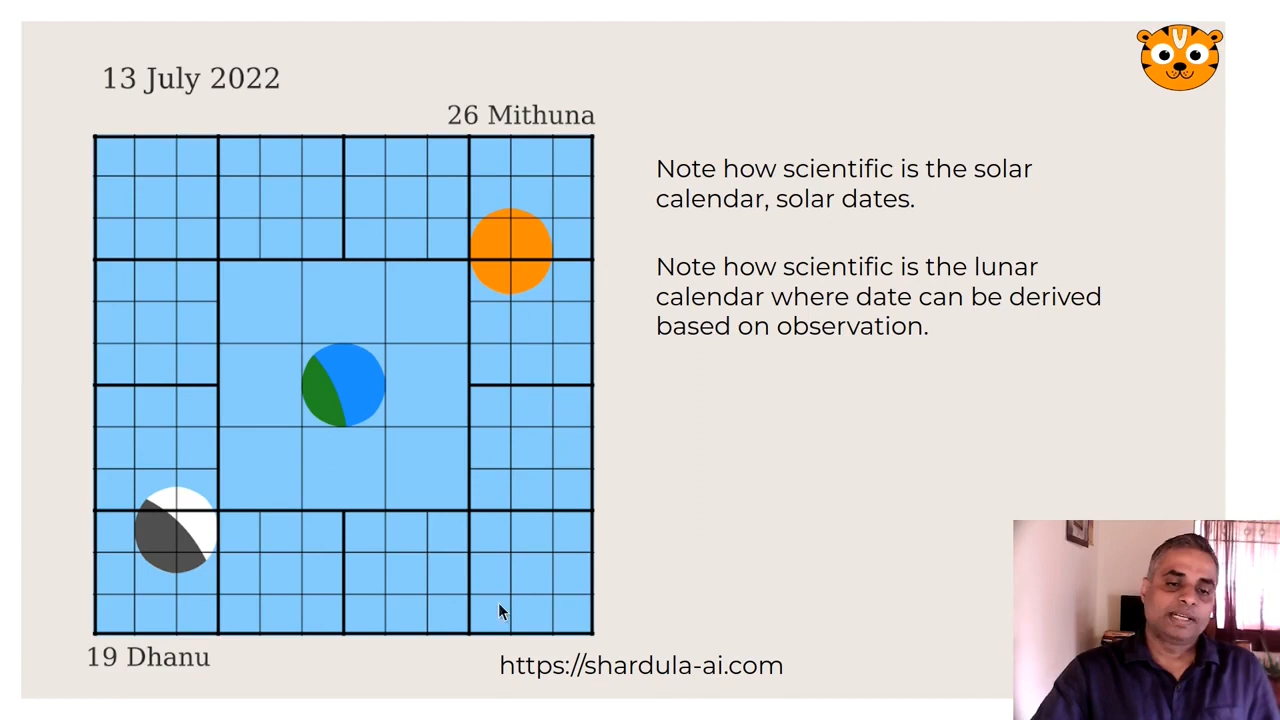 13 July 2022
26 Mithuna
Note how scientific is the solar
calendar, solar dates.
Note how scientific is the lunar
calendar where date can be derived
based on observation.
19 Dhanu
https://shardula-ai.com